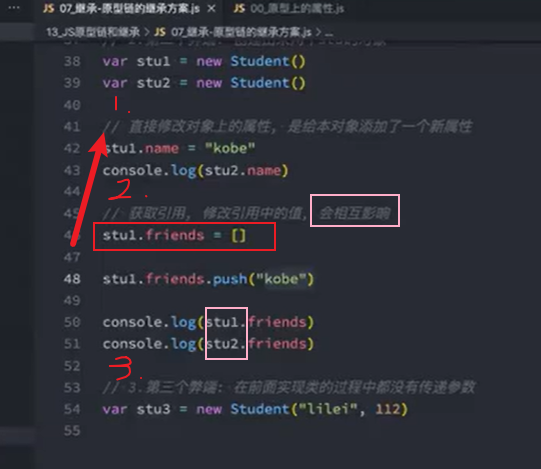 07_继承-原型链的继承方案.js × 00_原型上的属性.js
13_JS原型链和继承 > JS 07_继承-原型链的继承方案.js > ...
38 var stu1 = new Student()
39 var stu2 = new Student()
40 1.
41 // 直接修改对象上的属性, 是给本对象添加了一个新属性
42 stu1.name = "kobe"
43 console.log(stu2.name)
44 2.
45 // 获取引用, 修改引用中的值, 会相互影响
stu1.friends = []
48 stu1.friends.push("kobe")
50 console.log(stu1.friends)
51 console.log(stu2.friends)
52 3.
53 // 3.第三个弊端: 在前面实现类的过程中都没有传递参数
54 var stu3 = new Student("lilei", 112)
55